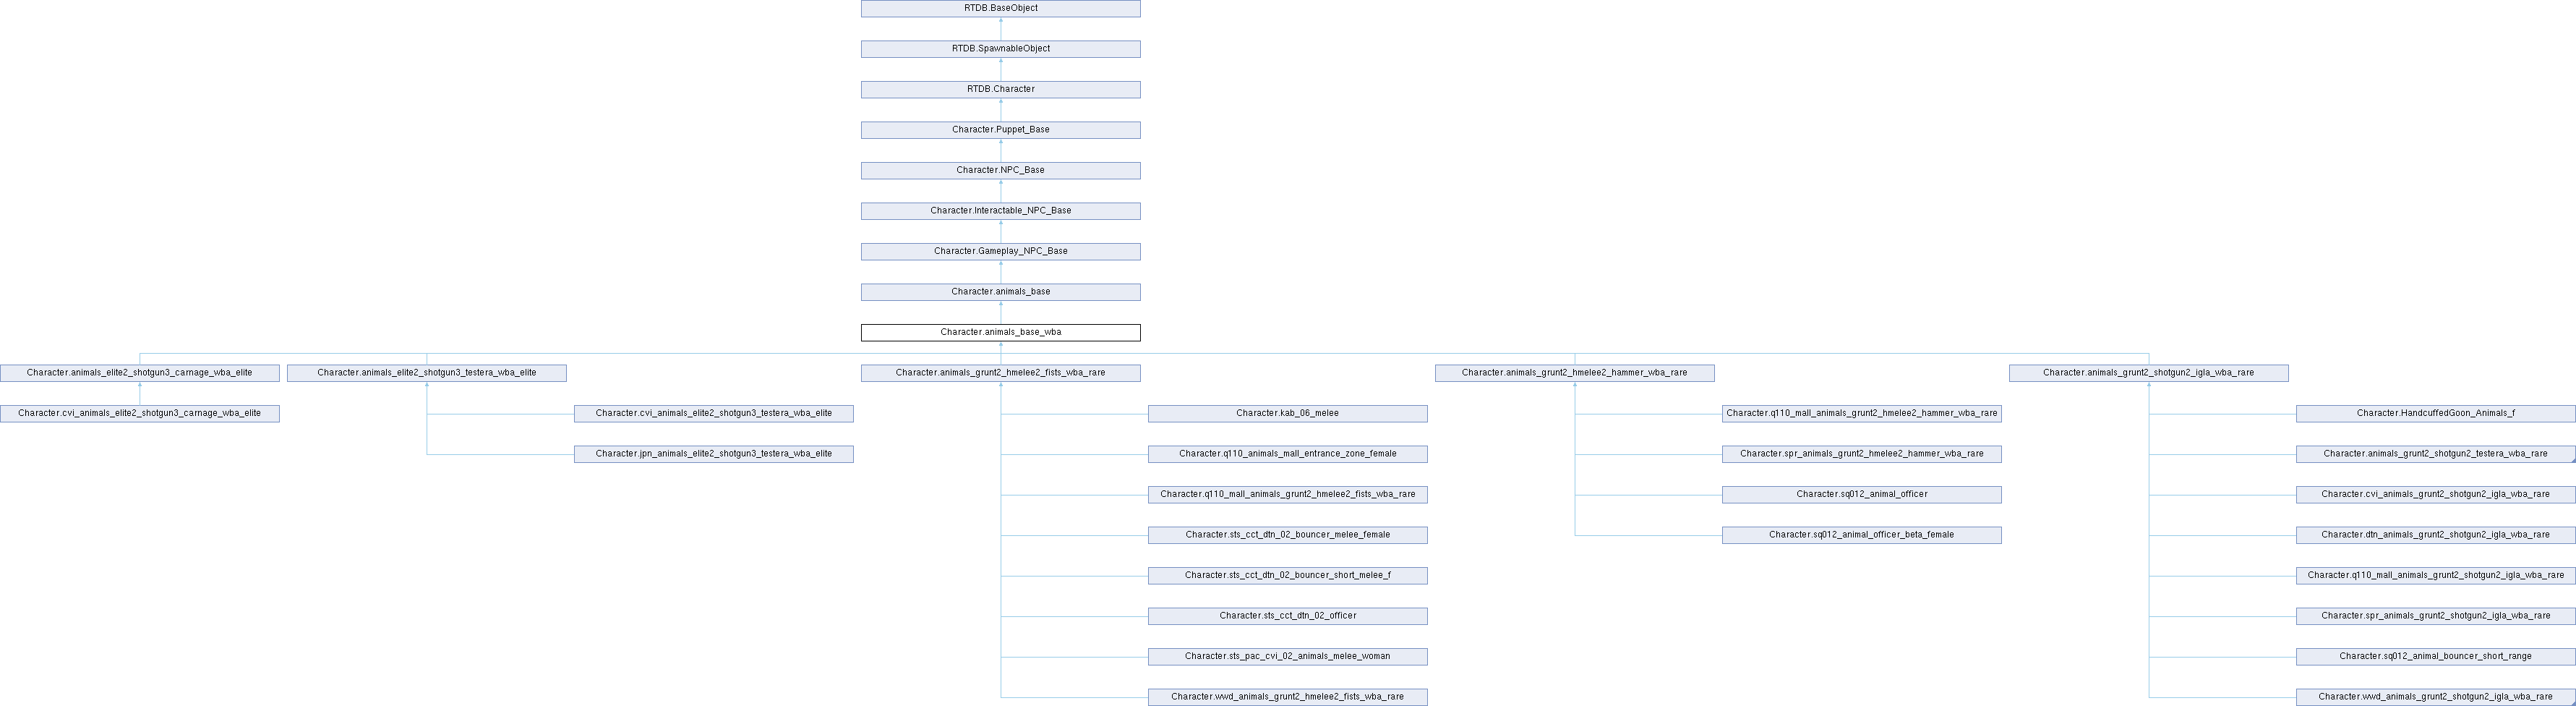 RTDB.BaseObject
RTDB.SpawnableObject
RTDB.Character
Character.Puppet_Base
Character.NPC_Base
Character.Interactable_NPC_Base
Character.Gameplay_NPC_Base
Character.animals_base
Character.animals_base_wba
Character.animals_elite2_shotgun3_carnage_wba_elite
Character.animals_elite2_shotgun3_testera_wba_elite
Character.animals_grunt2_hmelee2_fists_wba_rare
Character.animals_grunt2_hmelee2_hammer_wba_rare
Character.animals_grunt2_shotgun2_igla_wba_rare
Character.cvi_animals_elite2_shotgun3_carnage_wba_elite
Character.cvi_animals_elite2_shotgun3_testera_wba_elite
Character.kab_06_melee
Character.q110_mall_animals_grunt2_hmelee2_hammer_wba_rare
Character.HandcuffedGoon_Animals_f
Character.jpn_animals_elite2_shotgun3_testera_wba_elite
Character.q110_animals_mall_entrance_zone_female
Character.spr_animals_grunt2_hmelee2_hammer_wba_rare
Character.animals_grunt2_shotgun2_testera_wba_rare
Character.q110_mall_animals_grunt2_hmelee2_fists_wba_rare
Character.sq012_animal_officer
Character.cvi_animals_grunt2_shotgun2_igla_wba_rare
Character.sts_cct_dtn_02_bouncer_melee_female
Character.sq012_animal_officer_beta_female
Character.dtn_animals_grunt2_shotgun2_igla_wba_rare
Character.sts_cct_dtn_02_bouncer_short_melee_f
Character.q110_mall_animals_grunt2_shotgun2_igla_wba_rare
Character.sts_cct_dtn_02_officer
Character.spr_animals_grunt2_shotgun2_igla_wba_rare
Character.sts_pac_cvi_02_animals_melee_woman
Character.sq012_animal_bouncer_short_range
Character.wwd_animals_grunt2_hmelee2_fists_wba_rare
Character.wwd_animals_grunt2_shotgun2_igla_wba_rare